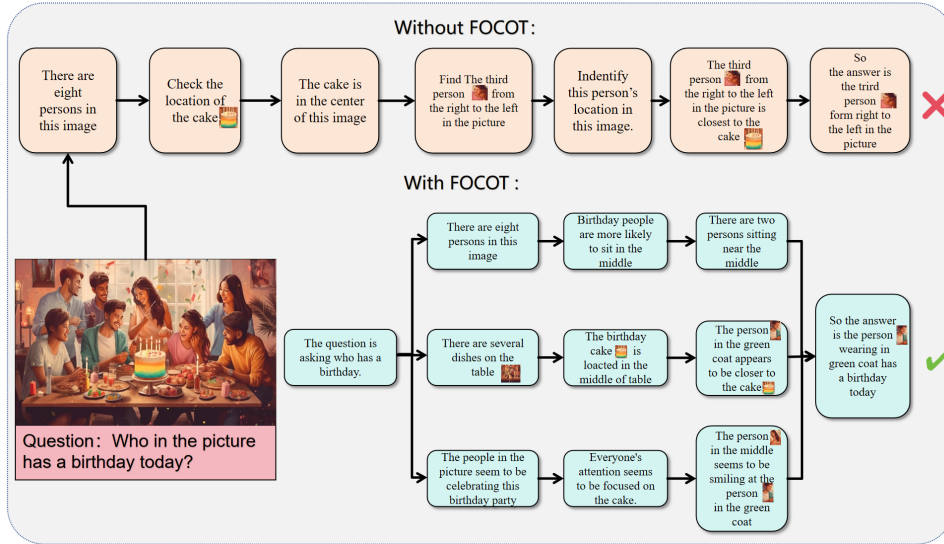 Without FOCOT:
There are
eight
persons in
this image
Check the
location of
the cake
The cake is
in the center
of this image
Find The third
person from
the right to the left
in the picture
Indentify
this person's
location in
this image.
The third
person from
the right to the left
in the picture is
closest to the
cake
So
the answer is
the trird
person
form right to
the left in the
picture
With FOCOT :
There are eight
persons in this
image
Birthday people
are more likely
to sit in the
middle
There are two
persons sitting
near the
middle
The question is
asking who has a
birthday.
There are several
dishes on the
table
The birthday
cake is
loacted in the
middle of table
The person
in the green
coat appears
to be closer to
the cake
So the answer
is the person
wearing in
green coat has
a birthday
today
The people in the
picture seem to be
celebrating this
birthday party
Everyone's
attention seems
to be focused on
the cake.
The person
in the middle
seems to be
smiling at the
person
in the green
coat
Question: Who in the picture
has a birthday today?